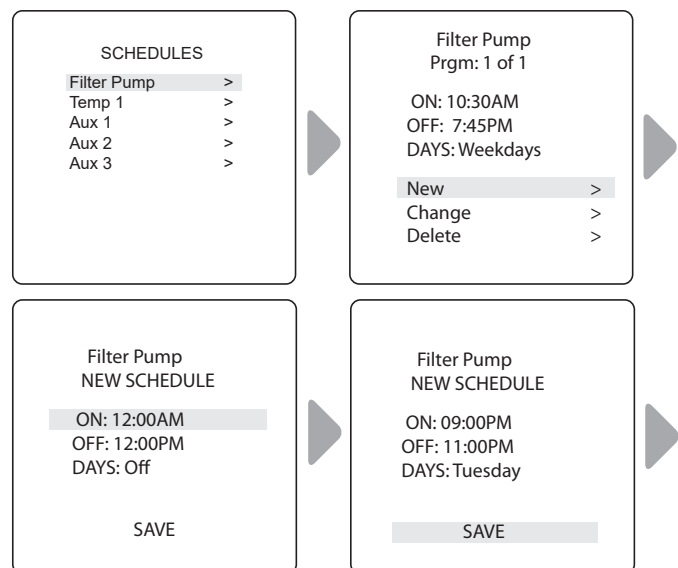 SCHEDULES
Filter Pump >
Temp 1 >
Aux 1 >
Aux 2 >
Aux 3 >
Filter Pump
Prgm: 1 of 1
ON: 10:30AM
OFF: 7:45PM
DAYS: Weekdays
New >
Change >
Delete >
Filter Pump
NEW SCHEDULE
ON: 12:00AM
OFF: 12:00PM
DAYS: Off
SAVE
Filter Pump
NEW SCHEDULE
ON: 09:00PM
OFF: 11:00PM
DAYS: Tuesday
SAVE